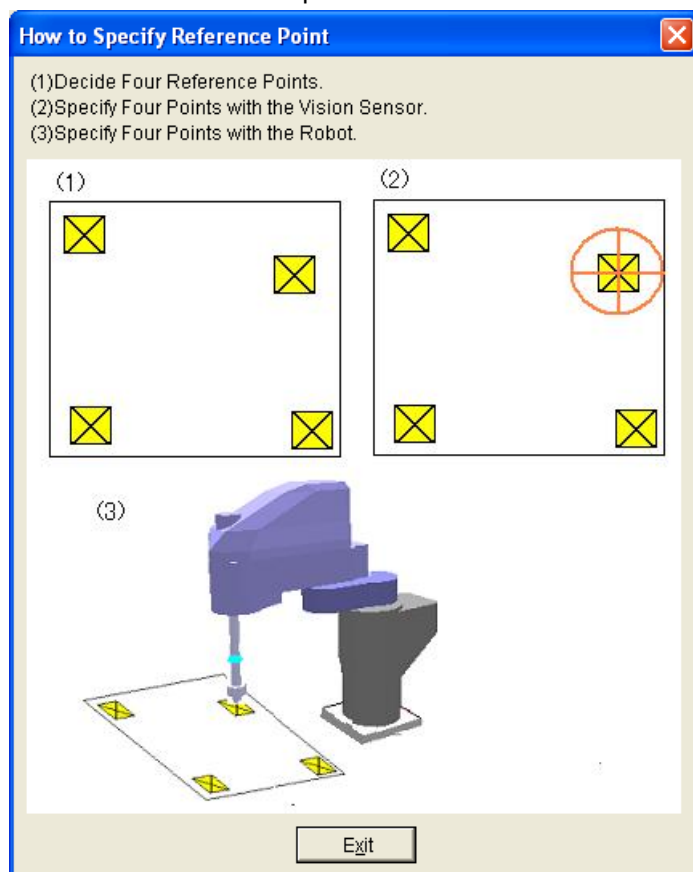 How to Specify Reference Point
(1)Decide Four Reference Points.
(2)Specify Four Points with the Vision Sensor.
(3)Specify Four Points with the Robot.
(1)
(2)
(3)
Exit